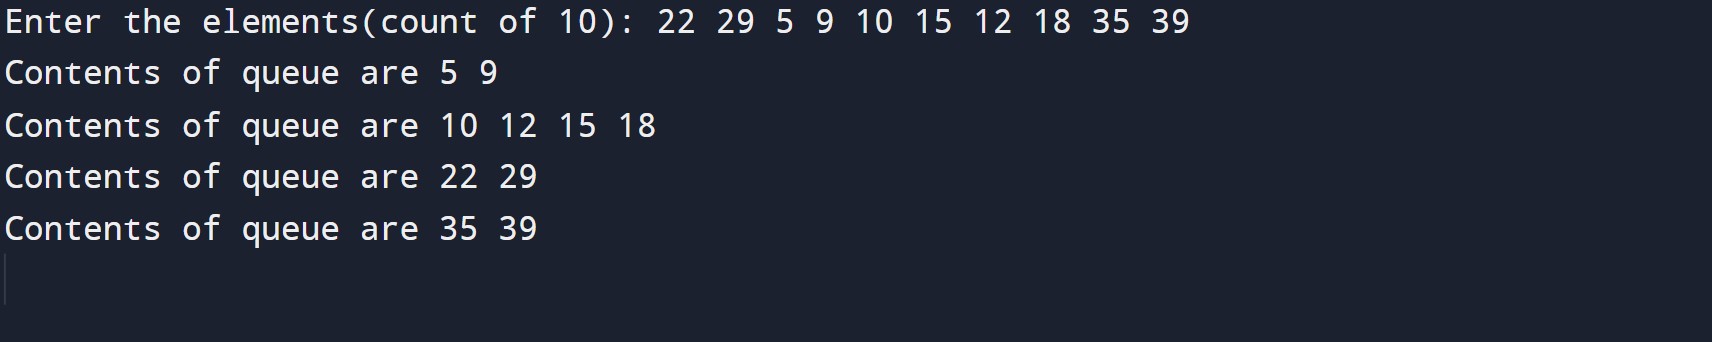 Enter the elements(count of 10): 22 29 5 9 10 15 12 18 35 39
Contents of queue are 5 9
Contents of queue are 10 12 15 18
Contents of queue are 22 29
Contents of queue are 35 39